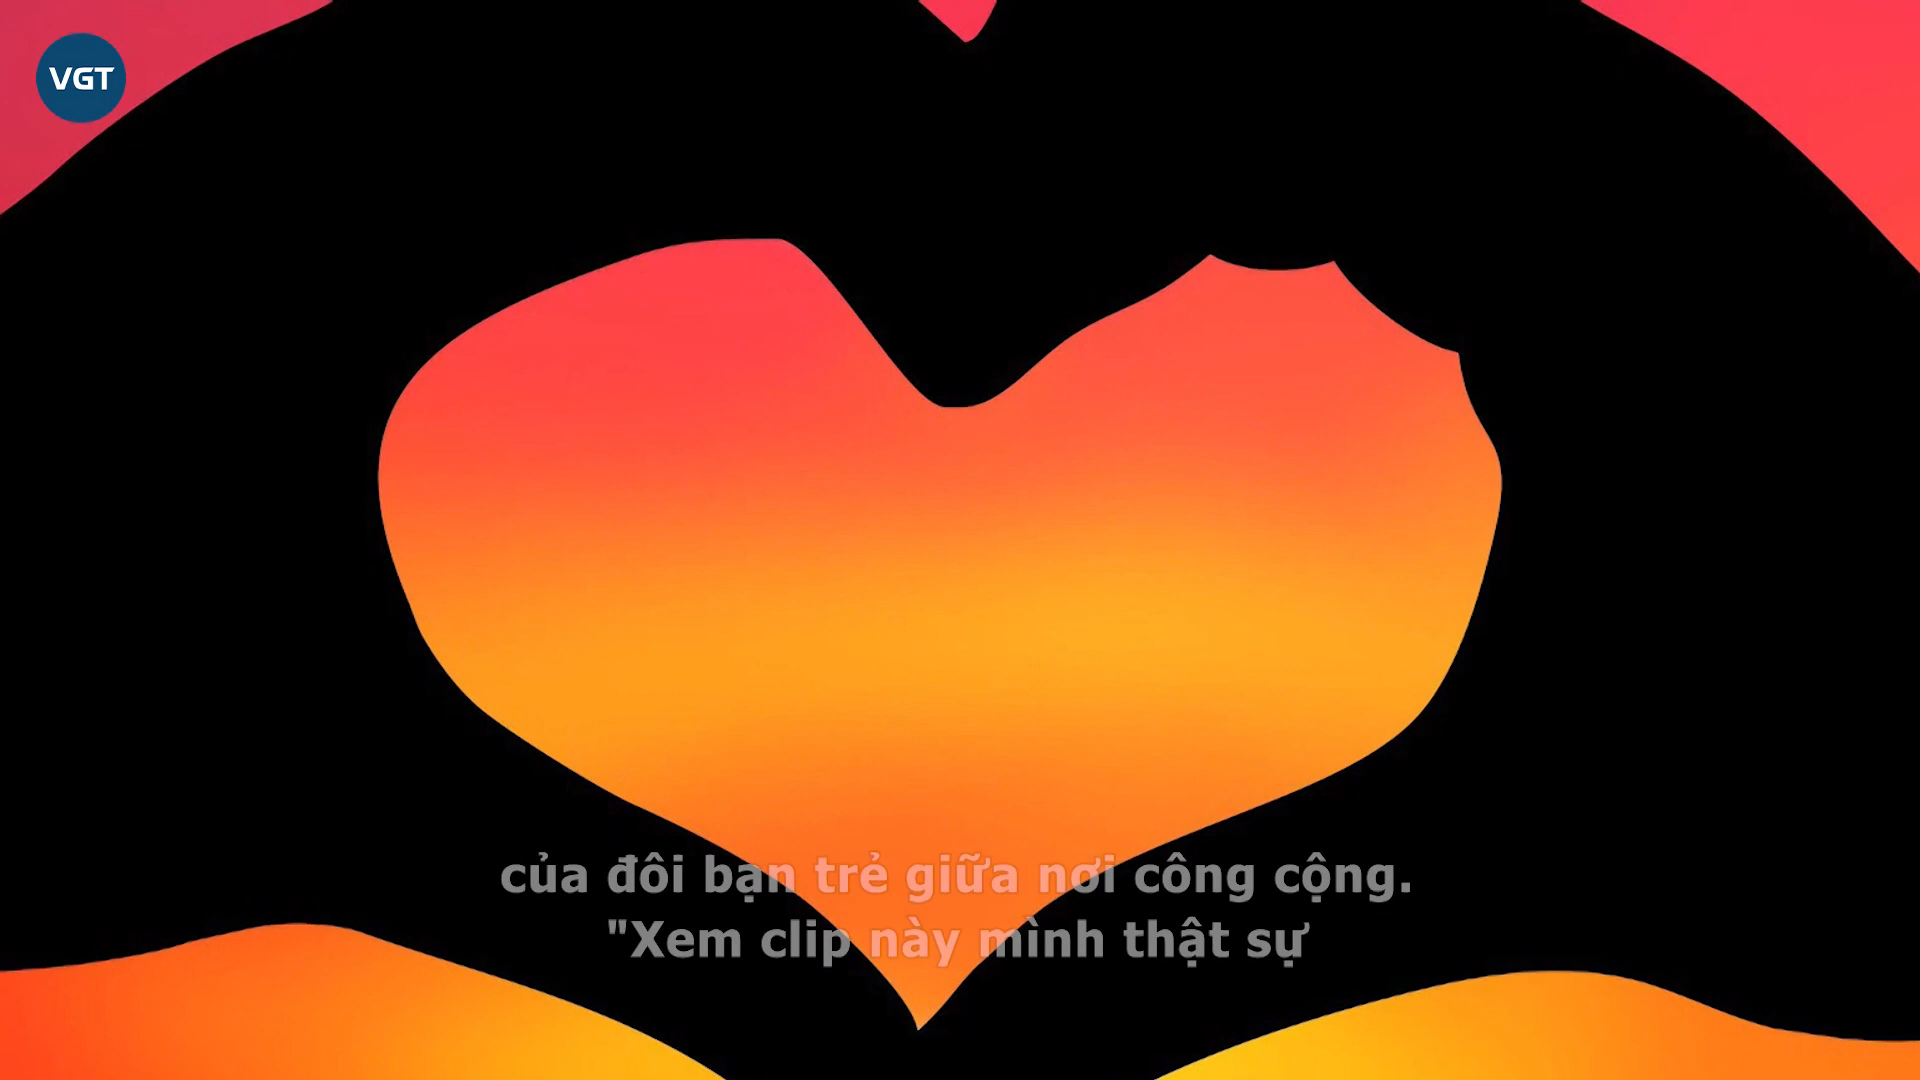 VGT
của đôi bạn trẻ giữa nơi công cộng.
"Xem clip này mình thật sự